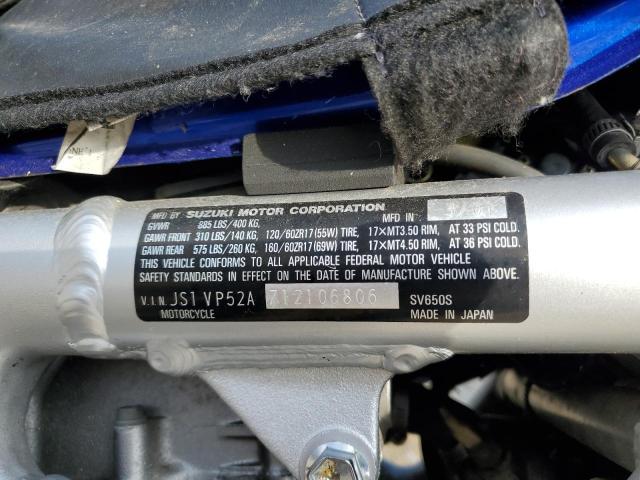 MFD BY SUZUKI MOTOR CORPORATION MFD IN
GVWR 885 LBS/400 KG
GAWR FRONT 310 LBS/140 KG, 120/60ZR17(55W) TIRE, 17×MT3.50 RIM, AT 33 PSI COLD.
GAWR REAR 575 LBS/260 KG, 160/60ZR17(69W) TIRE, 17×MT4.50 RIM, AT 36 PSI COLD.
THIS VEHICLE CONFORMS TO ALL APPLICABLE FEDERAL MOTOR VEHICLE
SAFETY STANDARDS IN EFFECT ON THE DATE OF MANUFACTURE SHOWN ABOVE.
V.I.N. JS1VP52A 712106806 SV650S
MOTORCYCLE MADE IN JAPAN